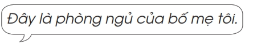 Đây là phòng ngủ của bố mẹ tôi.